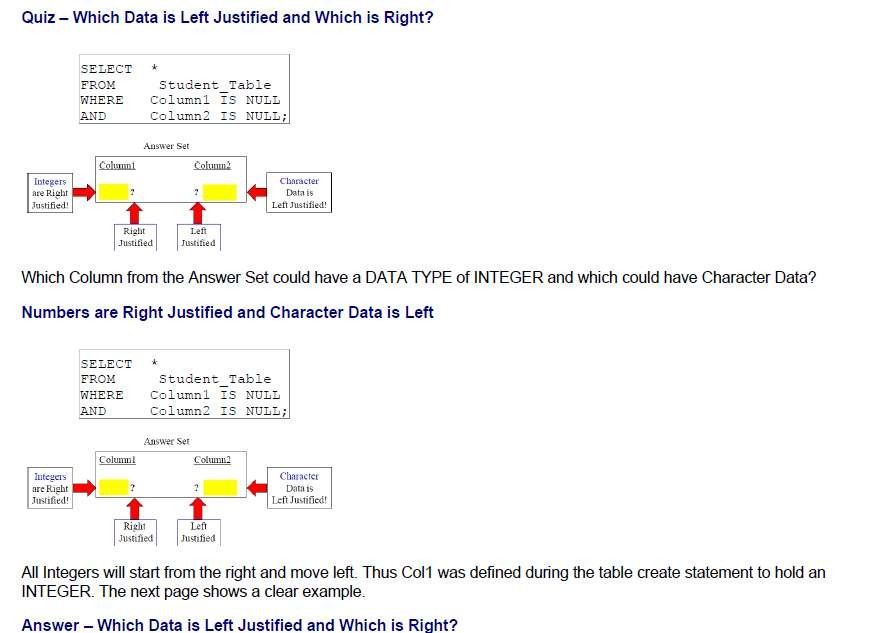 Quiz – Which Data is Left Justified and Which is Right?
SELECT *
FROM Student_Table
WHERE Column1 IS NULL
AND Column2 IS NULL;
Answer Set
Column1 Column2
Integers
are Right
Justified!
? ?
Character
Data is
Left Justified!
Right
Justified
Left
Justified
Which Column from the Answer Set could have a DATA TYPE of INTEGER and which could have Character Data?
Numbers are Right Justified and Character Data is Left
SELECT *
FROM Student_Table
WHERE Column1 IS NULL
AND Column2 IS NULL;
Answer Set
Column1 Column2
Integers
are Right
Justified!
? ?
Character
Data is
Left Justified!
Right
Justified
Left
Justified
All Integers will start from the right and move left. Thus Col1 was defined during the table create statement to hold an
INTEGER. The next page shows a clear example.
Answer – Which Data is Left Justified and Which is Right?